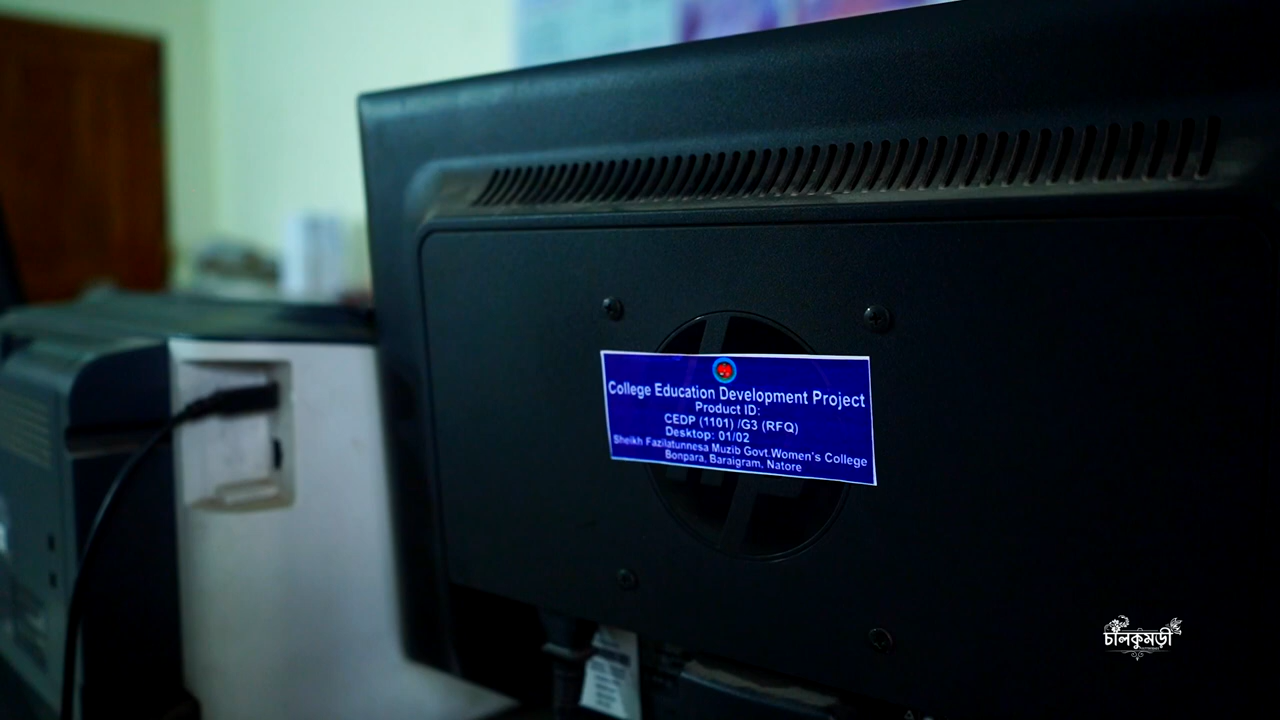 College Education Development Project
Product ID:
CEDP (1101) /G3 (RFQ)
Desktop: 01/02
Sheikh Fazilatunnesa Muzib Govt.Women's College
Bonpara, Baraigram, Natore
চালকুমড়ী